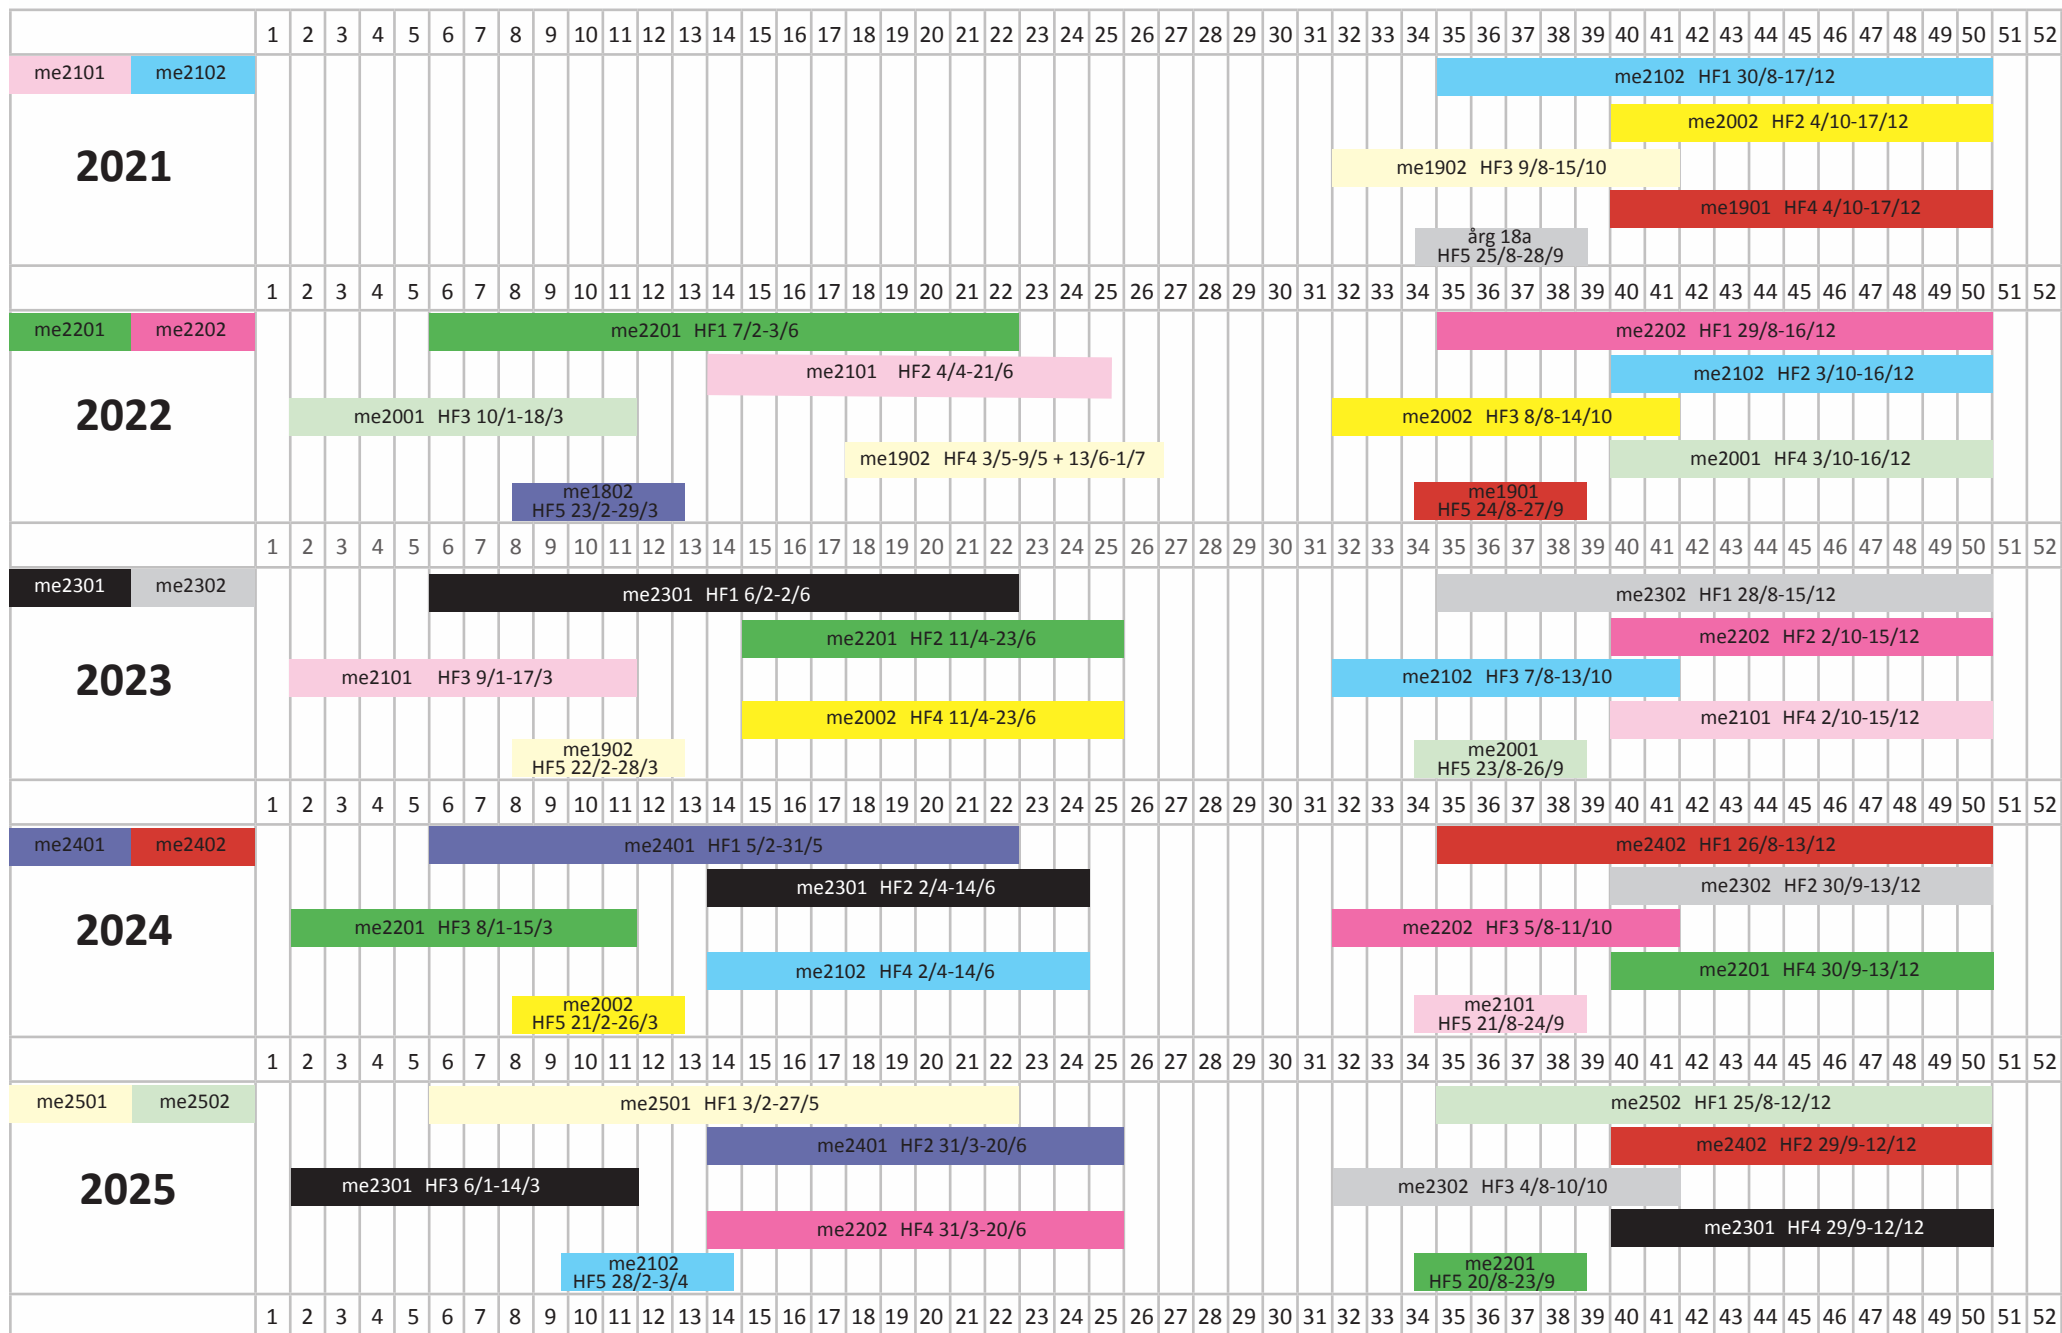 1 2 3 4 5 6 7 8 9 10 11 12 13 14 15 16 17 18 19 20 21 22 23 24 25 26 27 28 29 30 31 32 33 34 35 36 37 38 39 40 41 42 43 44 45 46 47 48 49 50 51 52
me2101 me2102
me2102 HF1 30/8-17/12
me2002 HF2 4/10-17/12
2021
me1902 HF3 9/8-15/10
me1901 HF4 4/10-17/12
årg 18a
HF5 25/8-28/9
1 2 3 4 5 6 7 8 9 10 11 12 13 14 15 16 17 18 19 20 21 22 23 24 25 26 27 28 29 30 31 32 33 34 35 36 37 38 39 40 41 42 43 44 45 46 47 48 49 50 51 52
me2201 me2202
me2201 HF1 7/2-3/6
me2202 HF1 29/8-16/12
me2101 HF2 4/4-21/6
me2102 HF2 3/10-16/12
2022
me2001 HF3 10/1-18/3
me2002 HF3 8/8-14/10
me1902 HF4 3/5-9/5 + 13/6-1/7
me2001 HF4 3/10-16/12
me1802
HF5 23/2-29/3
me1901
HF5 24/8-27/9
1 2 3 4 5 6 7 8 9 10 11 12 13 14 15 16 17 18 19 20 21 22 23 24 25 26 27 28 29 30 31 32 33 34 35 36 37 38 39 40 41 42 43 44 45 46 47 48 49 50 51 52
me2301 me2302
me2301 HF1 6/2-2/6
me2302 HF1 28/8-15/12
me2201 HF2 11/4-23/6
me2202 HF2 2/10-15/12
2023
me2101 HF3 9/1-17/3
me2102 HF3 7/8-13/10
me2002 HF4 11/4-23/6
me2101 HF4 2/10-15/12
me1902
HF5 22/2-28/3
me2001
HF5 23/8-26/9
1 2 3 4 5 6 7 8 9 10 11 12 13 14 15 16 17 18 19 20 21 22 23 24 25 26 27 28 29 30 31 32 33 34 35 36 37 38 39 40 41 42 43 44 45 46 47 48 49 50 51 52
me2401 me2402
me2401 HF1 5/2-31/5
me2402 HF1 26/8-13/12
me2301 HF2 2/4-14/6
me2302 HF2 30/9-13/12
2024
me2201 HF3 8/1-15/3
me2202 HF3 5/8-11/10
me2102 HF4 2/4-14/6
me2201 HF4 30/9-13/12
me2002
HF5 21/2-26/3
me2101
HF5 21/8-24/9
1 2 3 4 5 6 7 8 9 10 11 12 13 14 15 16 17 18 19 20 21 22 23 24 25 26 27 28 29 30 31 32 33 34 35 36 37 38 39 40 41 42 43 44 45 46 47 48 49 50 51 52
me2501 me2502
me2501 HF1 3/2-27/5
me2502 HF1 25/8-12/12
me2401 HF2 31/3-20/6
me2402 HF2 29/9-12/12
2025
me2301 HF3 6/1-14/3
me2302 HF3 4/8-10/10
me2202 HF4 31/3-20/6
me2301 HF4 29/9-12/12
me2102
HF5 28/2-3/4
me2201
HF5 20/8-23/9
1 2 3 4 5 6 7 8 9 10 11 12 13 14 15 16 17 18 19 20 21 22 23 24 25 26 27 28 29 30 31 32 33 34 35 36 37 38 39 40 41 42 43 44 45 46 47 48 49 50 51 52